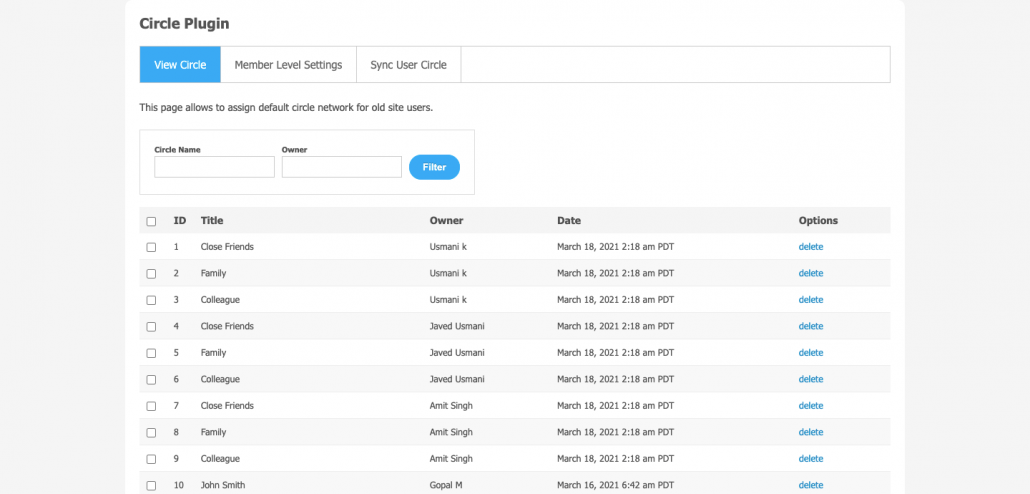 Circle Plugin
View Circle Member Level Settings Sync User Circle
This page allows to assign default circle network for old site users.
Circle Name Owner
Filter
ID Title Owner Date Options
1 Close Friends Usmani k March 18, 2021 2:18 am PDT delete
2 Family Usmani k March 18, 2021 2:18 am PDT delete
3 Colleague Usmani k March 18, 2021 2:18 am PDT delete
4 Close Friends Javed Usmani March 18, 2021 2:18 am PDT delete
5 Family Javed Usmani March 18, 2021 2:18 am PDT delete
6 Colleague Javed Usmani March 18, 2021 2:18 am PDT delete
7 Close Friends Amit Singh March 18, 2021 2:18 am PDT delete
8 Family Amit Singh March 18, 2021 2:18 am PDT delete
9 Colleague Amit Singh March 18, 2021 2:18 am PDT delete
10 John Smith Gopal M March 16, 2021 6:42 am PDT delete